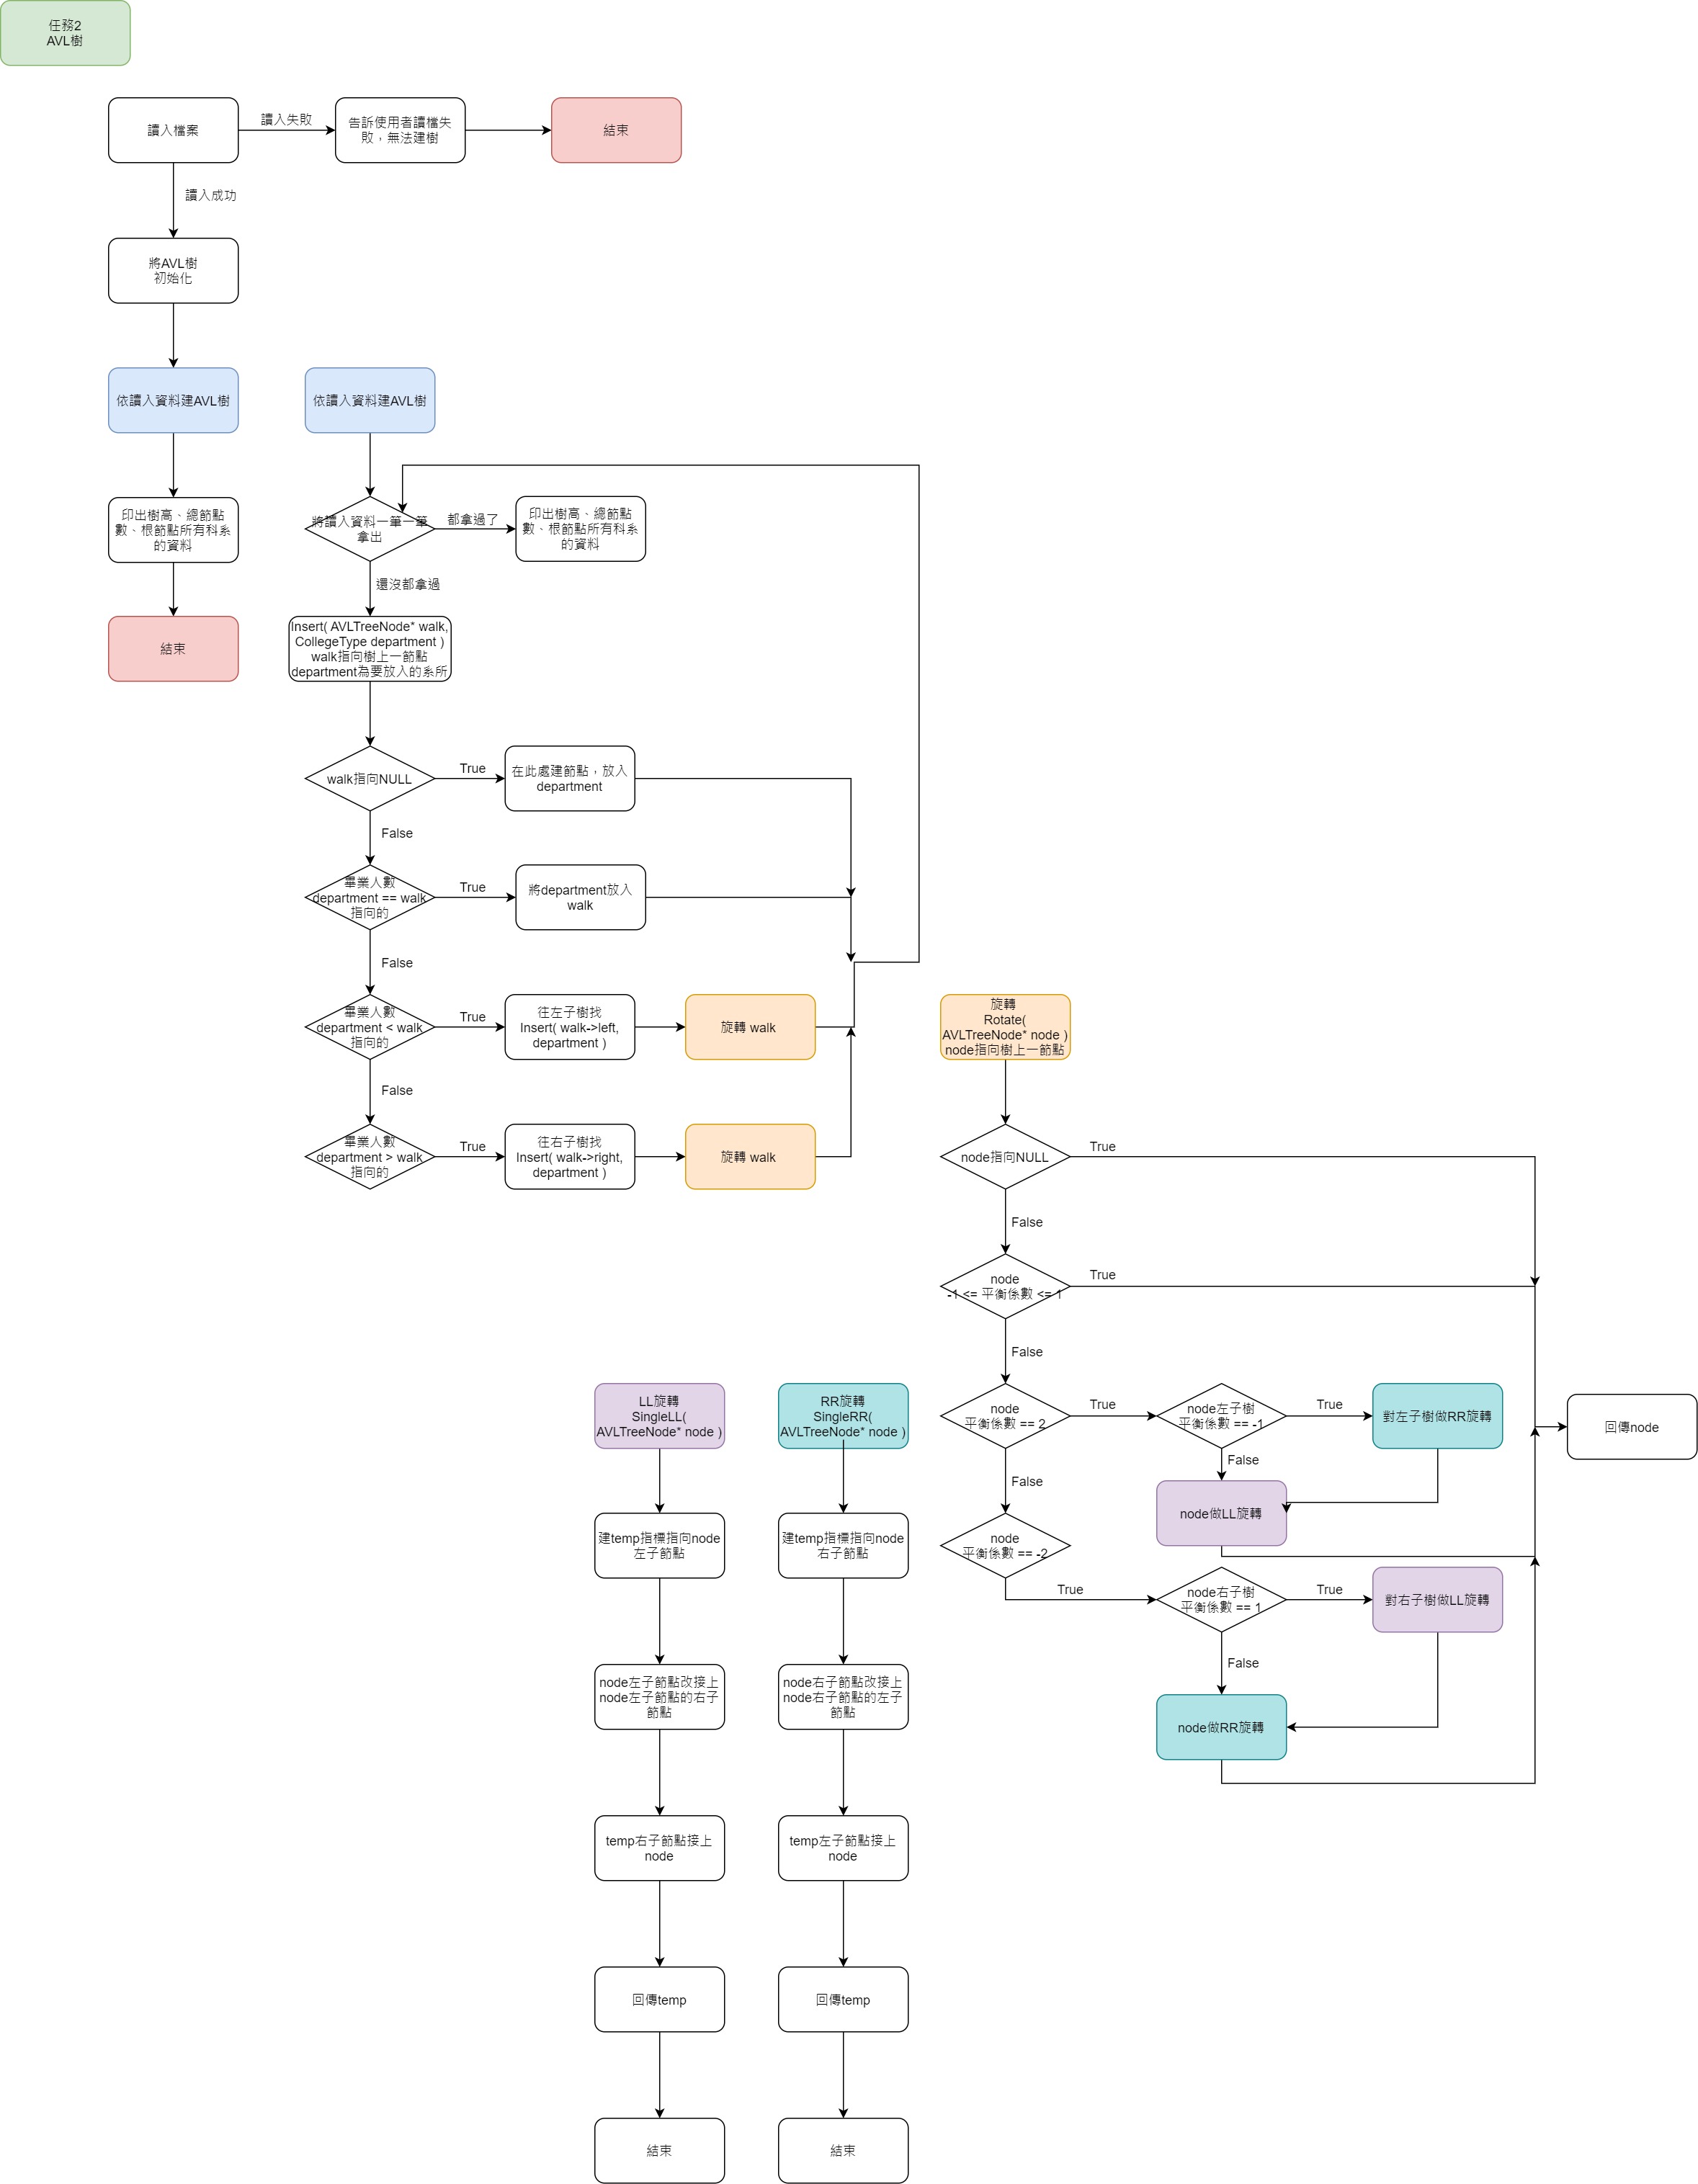 任務2
AVL樹
讀入檔案
讀入失敗
告訴使用者讀檔失
敗，無法建樹
結束
讀入成功
將AVL樹
初始化
依讀入資料建AVL樹
印出樹高、總節點
數、根節點所有科系
的資料
結束
依讀入資料建AVL樹
將讀入資料一筆一筆
拿出
都拿過了
印出樹高、總節點
數、根節點所有科系
的資料
還沒都拿過
Insert( AVLTreeNode* walk,
CollegeType department )
walk指向樹上一節點
department為要放入的系所
walk指向NULL
True
在此處建節點，放入
department
False
畢業人數
department == walk
指向的
True
將department放入
walk
False
畢業人數
department < walk
指向的
True
往左子樹找
Insert( walk->left,
department )
旋轉 walk
False
畢業人數
department > walk
指向的
True
往右子樹找
Insert( walk->right,
department )
旋轉 walk
旋轉
Rotate(
AVLTreeNode* node )
node指向樹上一節點
node指向NULL
True
False
node
-1 <= 平衡係數 <= 1
True
False
node
平衡係數 == 2
True
node左子樹
平衡係數 == -1
True
對左子樹做RR旋轉
False
node做LL旋轉
回傳node
False
node
平衡係數 == -2
True
node右子樹
平衡係數 == 1
True
對右子樹做LL旋轉
False
node做RR旋轉
LL旋轉
SingleLL(
AVLTreeNode* node )
建temp指標指向node
左子節點
node左子節點改接上
node左子節點的右子
節點
temp右子節點接上
node
回傳temp
結束
RR旋轉
SingleRR(
AVLTreeNode* node )
建temp指標指向node
右子節點
node右子節點改接上
node右子節點的左子
節點
temp左子節點接上
node
回傳temp
結束